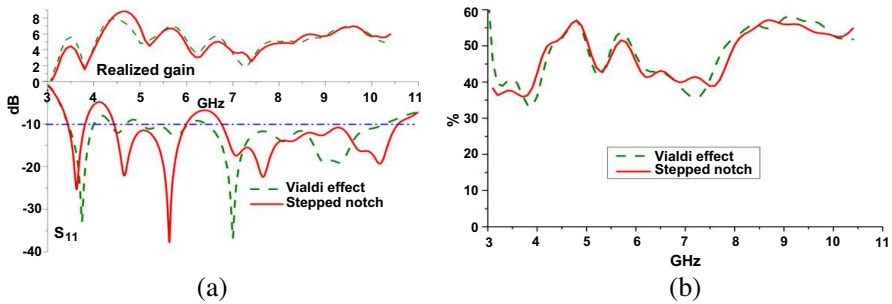 8
6
4
2
0
Realized gain
3 4 5 6 7 8 9 10 11
GHz
dB
-10
-20
-30
-40
Vialdi effect
Stepped notch
S11
(a)
60
50
40
30
20
10
0
%
Vialdi effect
Stepped notch
3 4 5 6 7 8 9 10 11
GHz
(b)